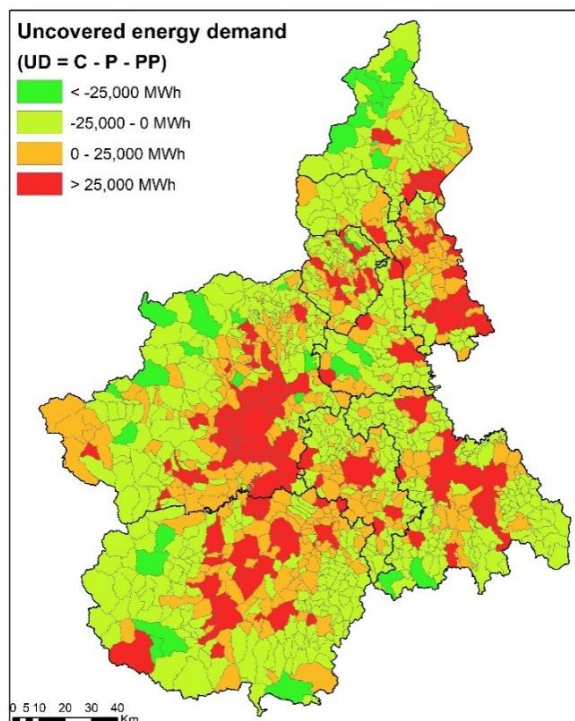 Uncovered energy demand
(UD = C - P - PP)
< -25,000 MWh
-25,000 - 0 MWh
0 - 25,000 MWh
> 25,000 MWh
0 5 10 20 30 40
Km